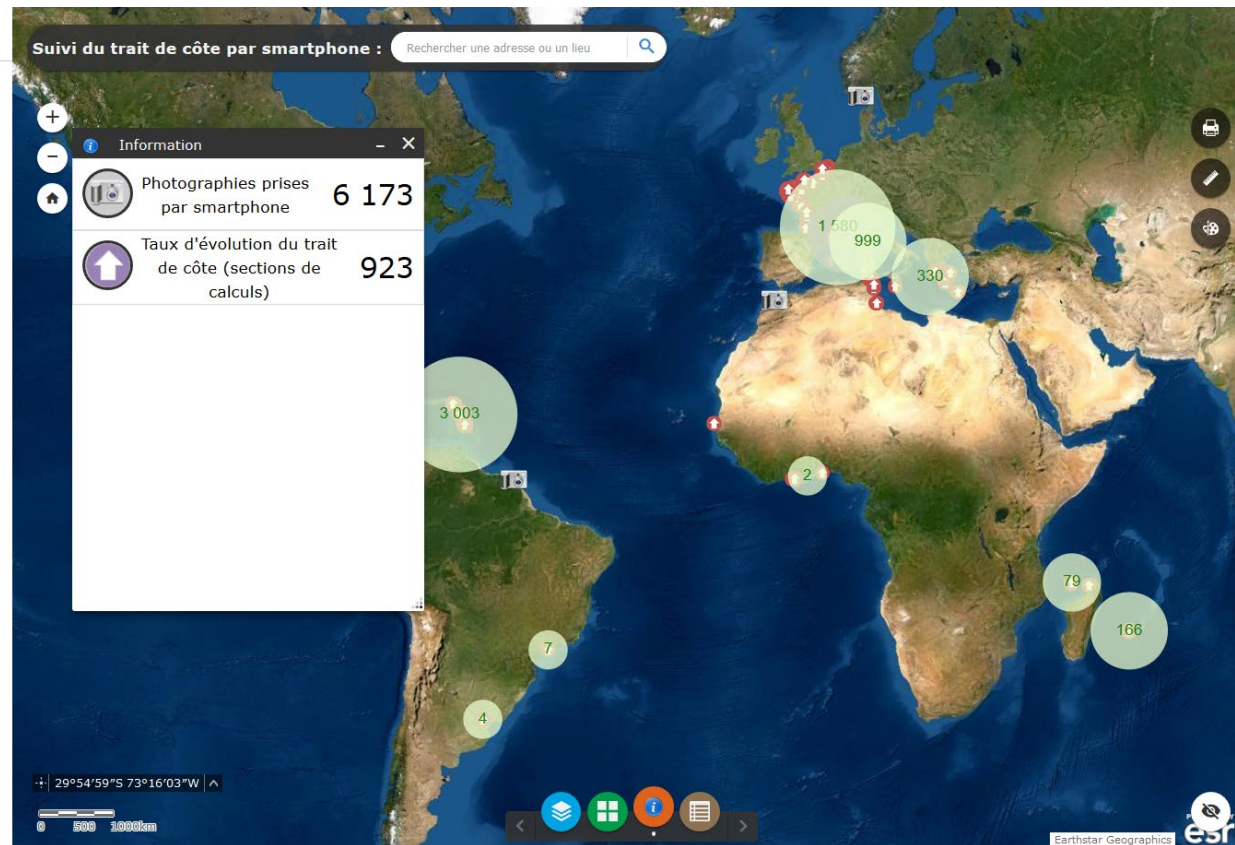 Suivi du trait de côte par smartphone :
Rechercher une adresse ou un lieu
+
−
Information
– ×
Photographies prises
par smartphone
6 173
Taux d'évolution du trait
de côte (sections de
calculs)
923
1 580
999
330
3 003
2
79
166
7
4
29°54′59″S 73°16′03″W
0 500 1000km
Earthstar Geographics
esr